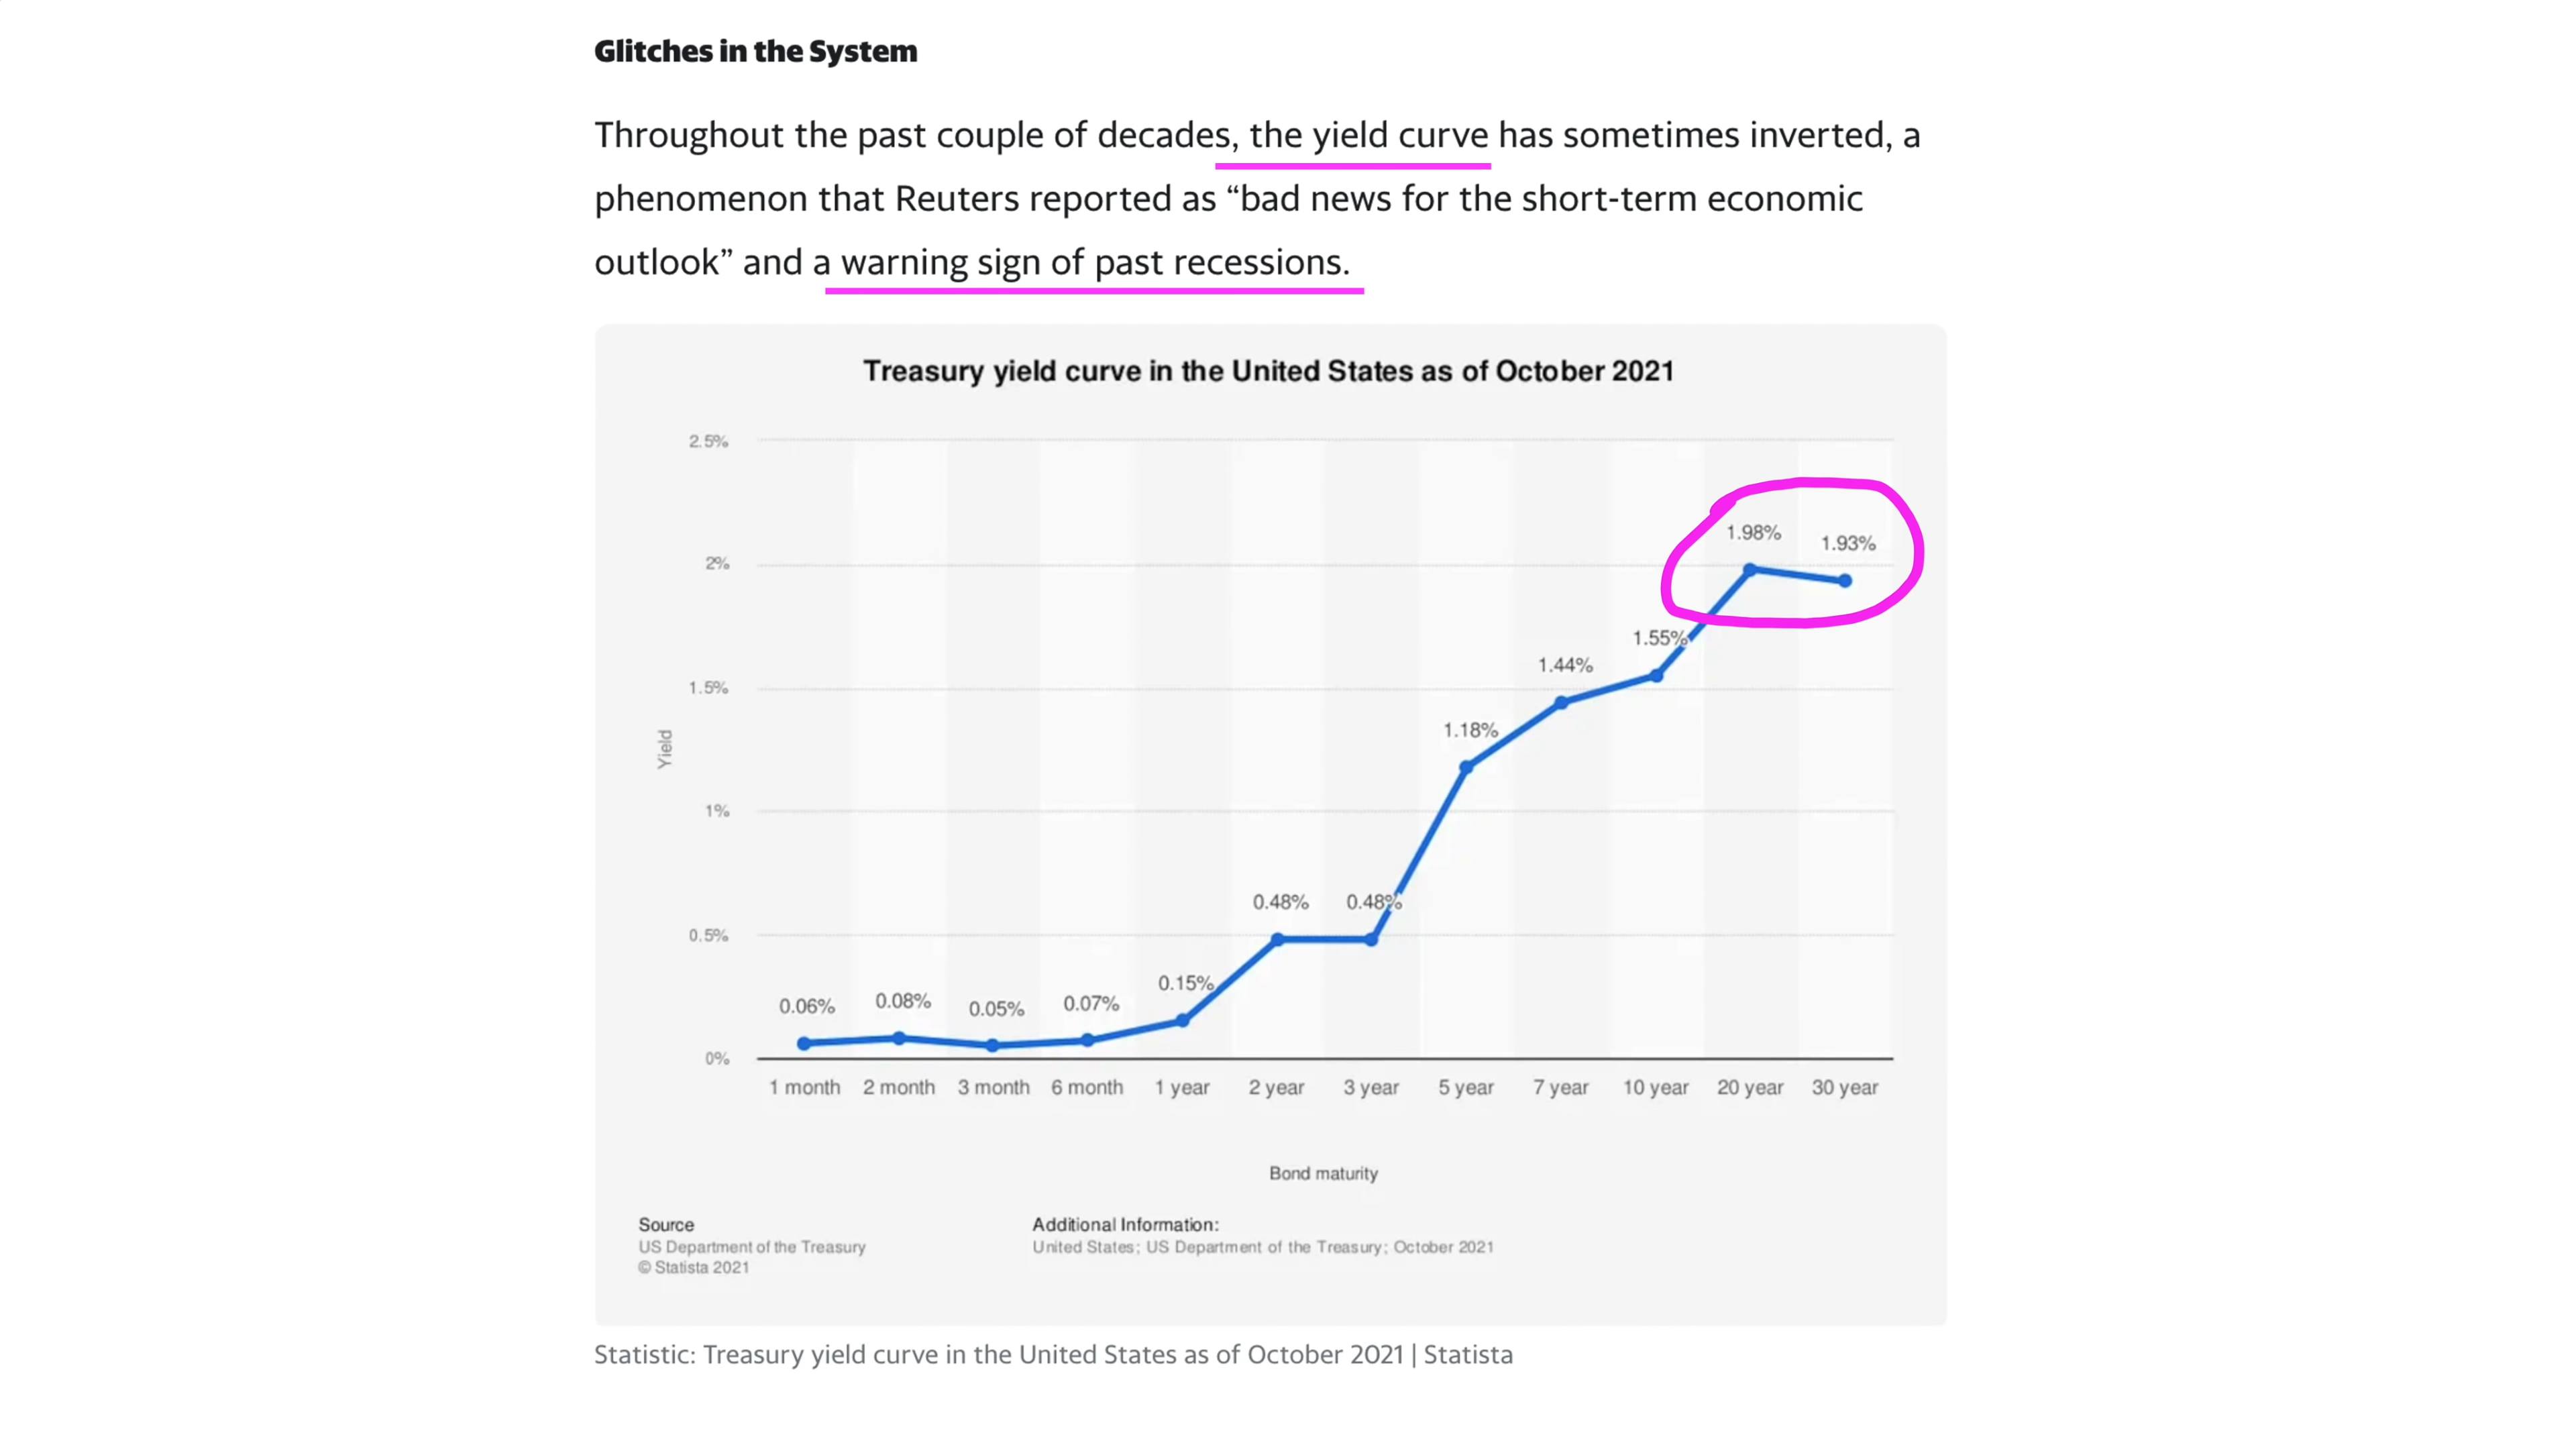 Glitches in the System
Throughout the past couple of decades, the yield curve has sometimes inverted, a
phenomenon that Reuters reported as “bad news for the short-term economic
outlook” and a warning sign of past recessions.
Treasury yield curve in the United States as of October 2021
2.5%
2%
1.5%
1%
0.5%
0%
Yield
0.06%
0.08%
0.05%
0.07%
0.15%
0.48%
0.48%
1.18%
1.44%
1.55%
1.98%
1.93%
1 month 2 month 3 month 6 month 1 year 2 year 3 year 5 year 7 year 10 year 20 year 30 year
Bond maturity
Source
US Department of the Treasury
© Statista 2021
Additional Information:
United States; US Department of the Treasury; October 2021
Statistic: Treasury yield curve in the United States as of October 2021 | Statista